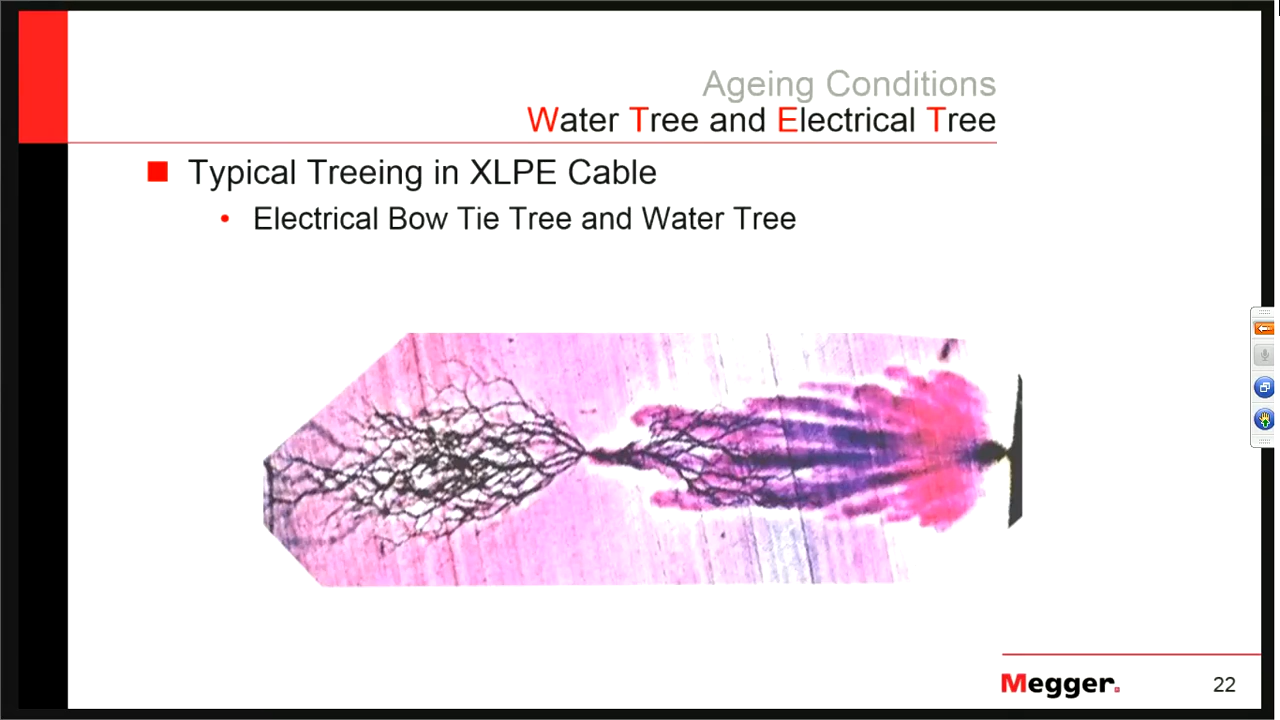 Ageing Conditions
Water Tree and Electrical Tree
Typical Treeing in XLPE Cable
Electrical Bow Tie Tree and Water Tree
Megger.
22